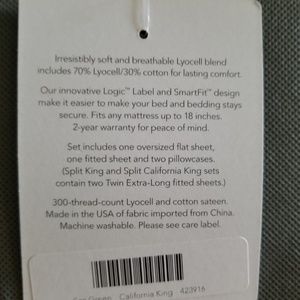 Irresistibly soft and breathable Lyocell blend
includes 70% Lyocell/30% cotton for lasting comfort.
Our innovative Logic™ Label and SmartFit™ design
make it easier to make your bed and bedding stays
secure. Fits any mattress up to 18 inches.
2-year warranty for peace of mind.
Set includes one oversized flat sheet,
one fitted sheet and two pillowcases.
(Split King and Split California King sets
contain two Twin Extra-Long fitted sheets.)
300-thread-count Lyocell and cotton sateen.
Made in the USA of fabric imported from China.
Machine washable. Please see care label.
Green California King 423916